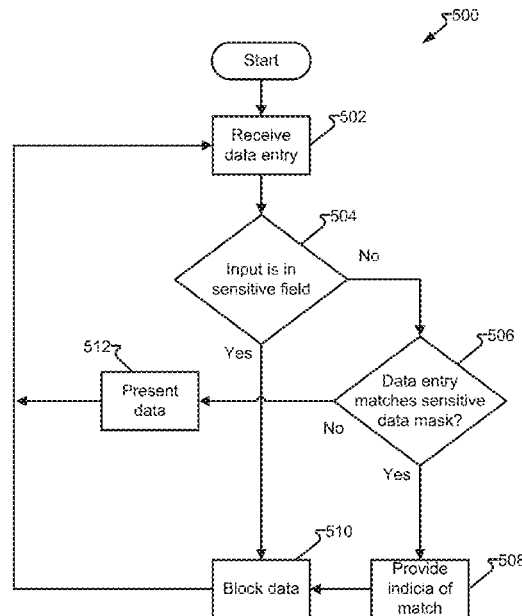 500
Start
502
Receive
data entry
504
Input is in
sensitive field
No
Yes
506
Data entry
matches sensitive
data mask?
512
Present
data
No
Yes
510
Block data
508
Provide
indicia of
match